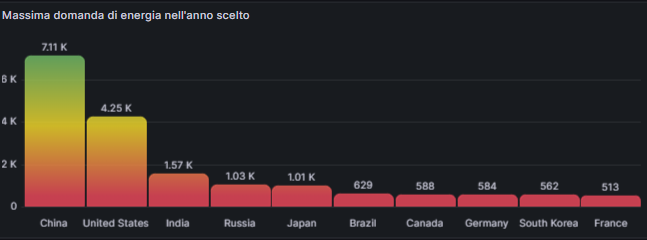 Massima domanda di energia nell'anno scelto
7.11 K
6 K
4.25 K
4 K
2 K
1.57 K
1.03 K
1.01 K
629
588
584
562
513
0
China United States India Russia Japan Brazil Canada Germany South Korea France